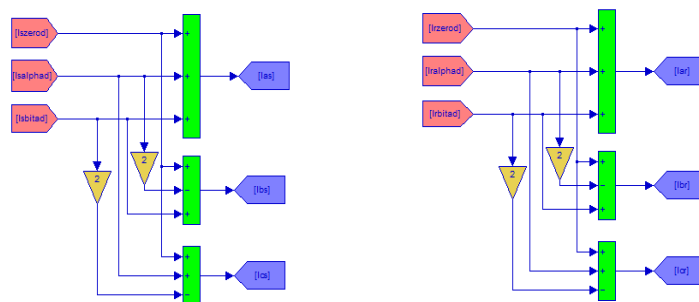 [Iszerod]
+
[Isalphad]
+
[Ias]
[Isbitad]
+
2
2
+
−
[Ibs]
+
+
+
[Ics]
−
[Irzerod]
+
[Iralphad]
+
[Iar]
[Irbitad]
+
2
2
+
−
[Ibr]
+
+
+
[Icr]
−